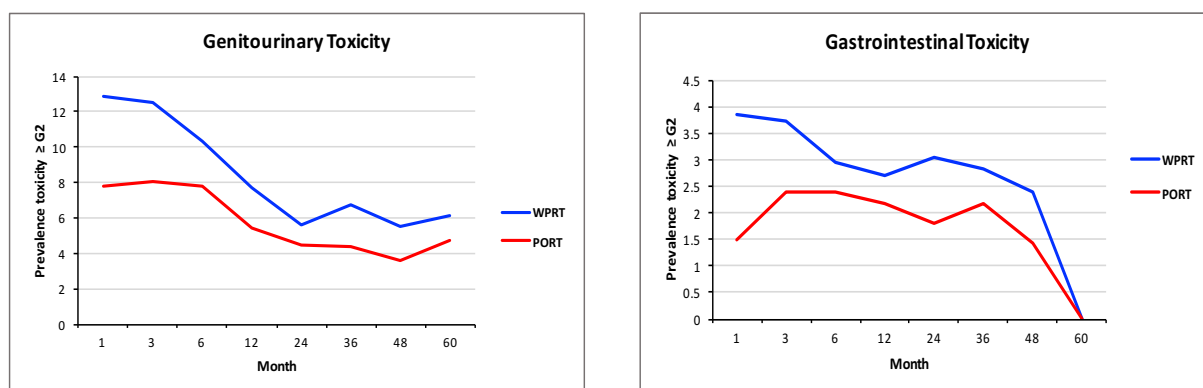 Genitourinary Toxicity
Prevalence toxicity ≥ G2
14
12
10
8
6
4
2
0
1 3 6 12 24 36 48 60
Month
WPRT
PORT
Gastrointestinal Toxicity
Prevalence toxicity ≥ G2
4.5
4
3.5
3
2.5
2
1.5
1
0.5
0
1 3 6 12 24 36 48 60
Month
WPRT
PORT